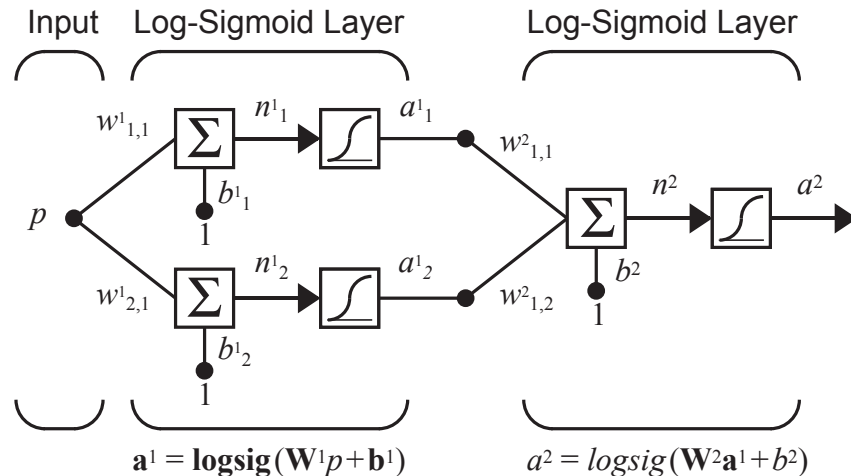 Input Log-Sigmoid Layer Log-Sigmoid Layer
w¹₁,₁ Σ n¹₁ a¹₁ w²₁,₁
b¹₁
1
p Σ n² a²
b²
1
w¹₂,₁ Σ n¹₂ a¹₂ w²₁,₂
b¹₂
1
a¹ = logsig(W¹p+b¹) a² = logsig(W²a¹+b²)